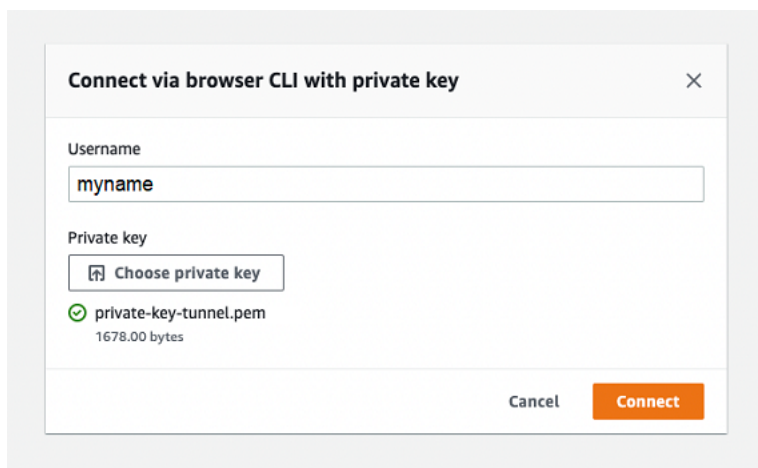 Connect via browser CLI with private key
Username
myname
Private key
Choose private key
private-key-tunnel.pem
1678.00 bytes
Cancel
Connect